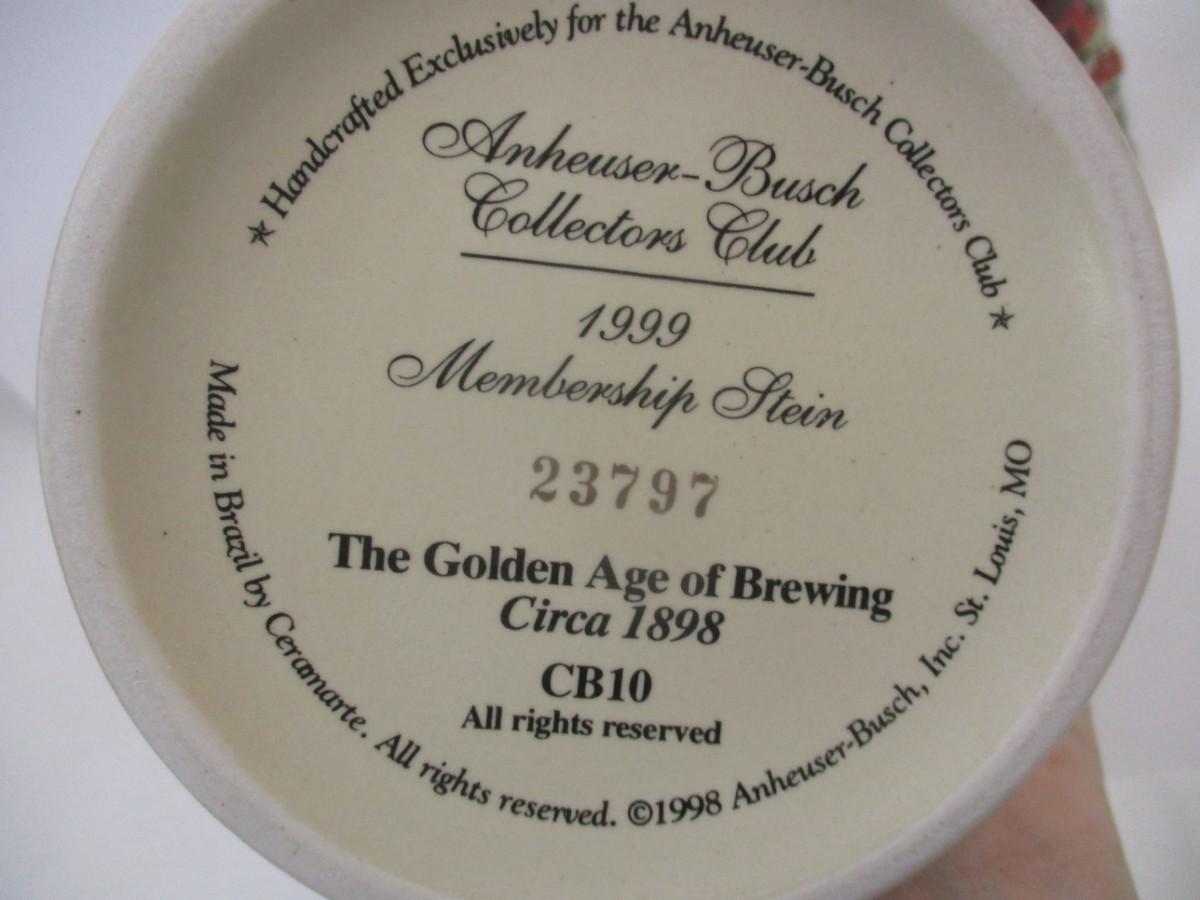 ★ Handcrafted Exclusively for the Anheuser-Busch Collectors Club ★
Anheuser-Busch
Collectors Club
1999
Membership Stein
23797
The Golden Age of Brewing
Circa 1898
CB10
All rights reserved
Made in Brazil by Ceramarte. All rights reserved. ©1998 Anheuser-Busch, Inc. St. Louis, MO